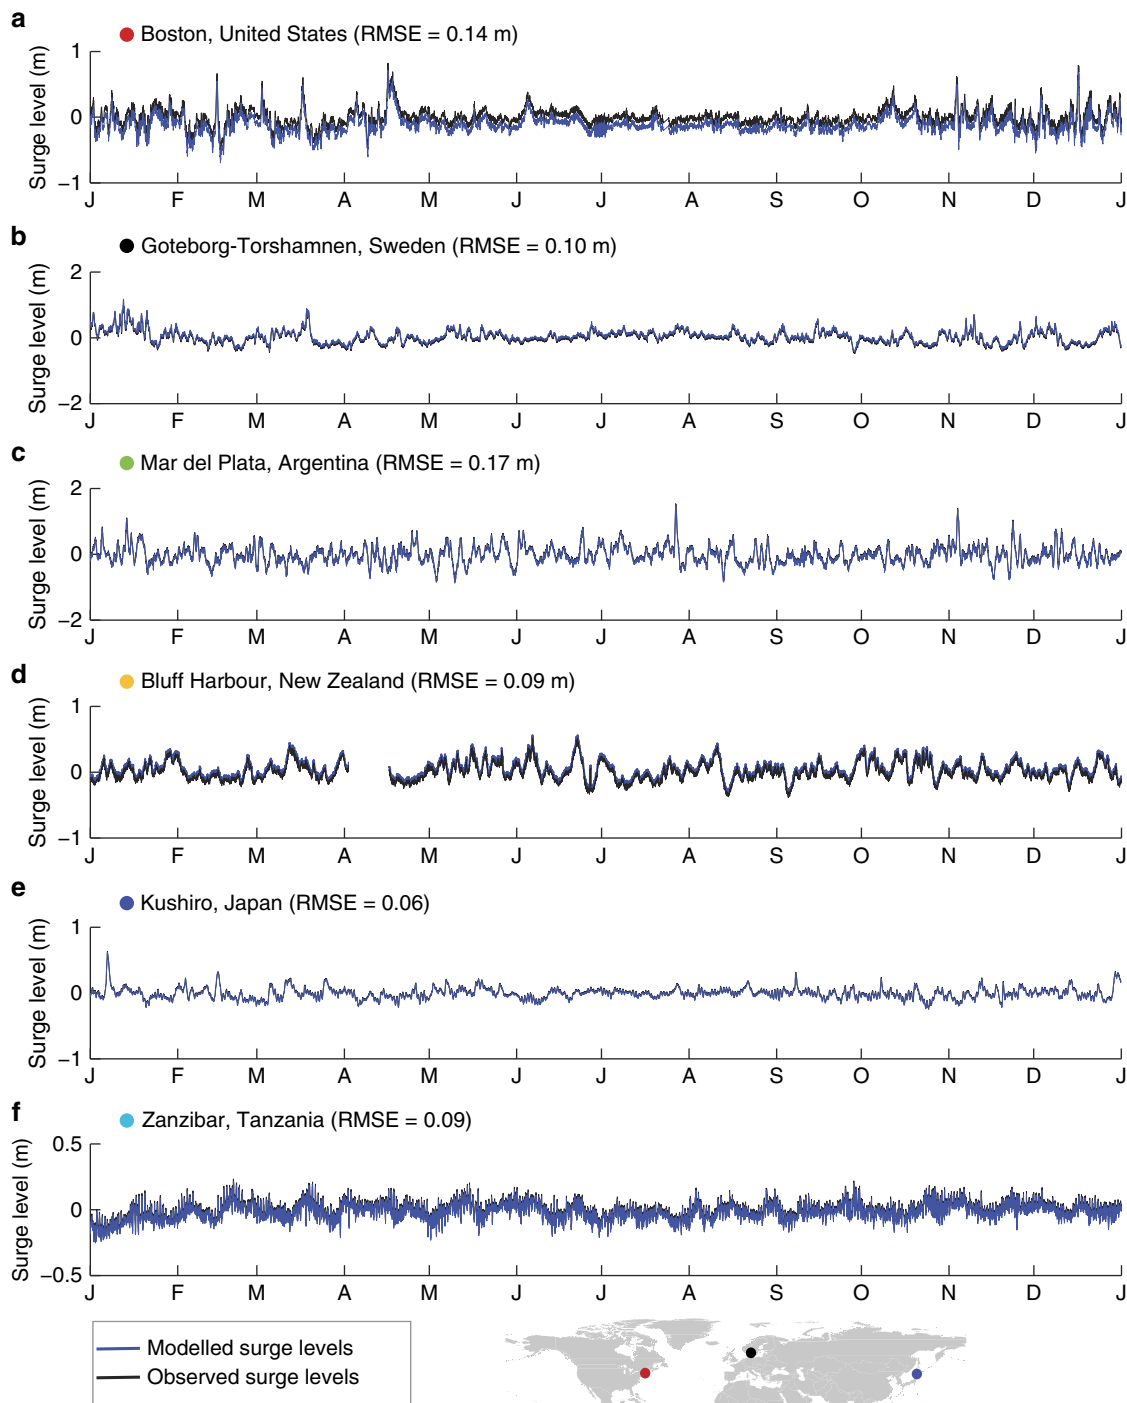 a
Boston, United States (RMSE = 0.14 m)
Surge level (m)
1
0
−1
J F M A M J J A S O N D J
b
Goteborg-Torshamnen, Sweden (RMSE = 0.10 m)
Surge level (m)
2
0
−2
J F M A M J J A S O N D J
c
Mar del Plata, Argentina (RMSE = 0.17 m)
Surge level (m)
2
0
−2
J F M A M J J A S O N D J
d
Bluff Harbour, New Zealand (RMSE = 0.09 m)
Surge level (m)
1
0
−1
J F M A M J J A S O N D J
e
Kushiro, Japan (RMSE = 0.06)
Surge level (m)
1
0
−1
J F M A M J J A S O N D J
f
Zanzibar, Tanzania (RMSE = 0.09)
Surge level (m)
0.5
0
−0.5
J F M A M J J A S O N D J
Modelled surge levels
Observed surge levels